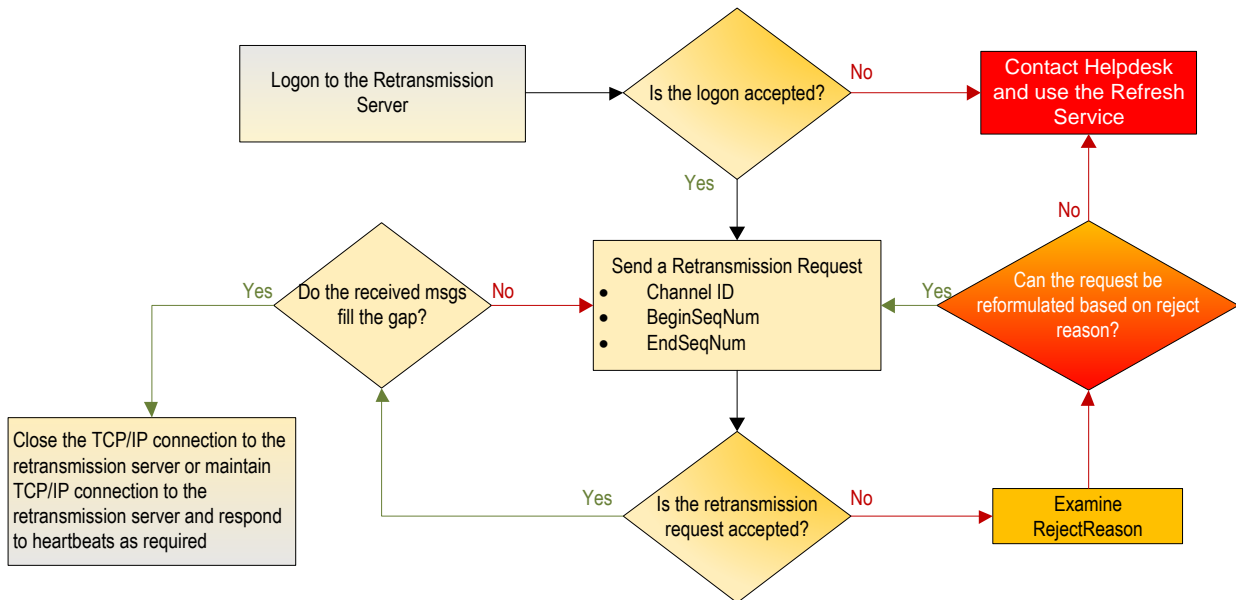 Logon to the Retransmission
Server
Is the logon accepted?
No
Contact Helpdesk
and use the Refresh
Service
Yes
No
Send a Retransmission Request
• Channel ID
• BeginSeqNum
• EndSeqNum
Yes
Do the received msgs
fill the gap?
No
Yes
Can the request be
reformulated based on reject
reason?
Close the TCP/IP connection to the
retransmission server or maintain
TCP/IP connection to the
retransmission server and respond
to heartbeats as required
Yes
Is the retransmission
request accepted?
No
Examine
RejectReason